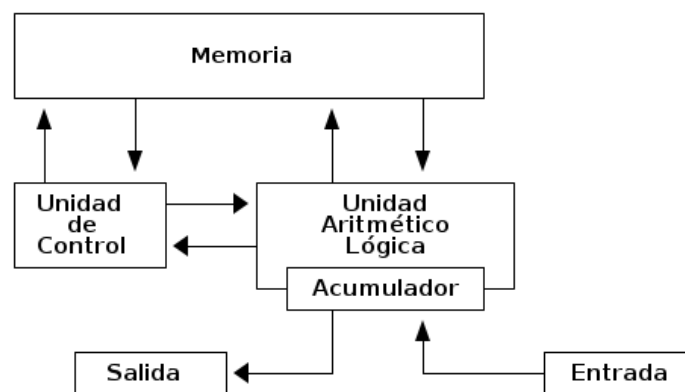 Memoria
Unidad
de
Control
Unidad
Aritmético
Lógica
Acumulador
Salida
Entrada